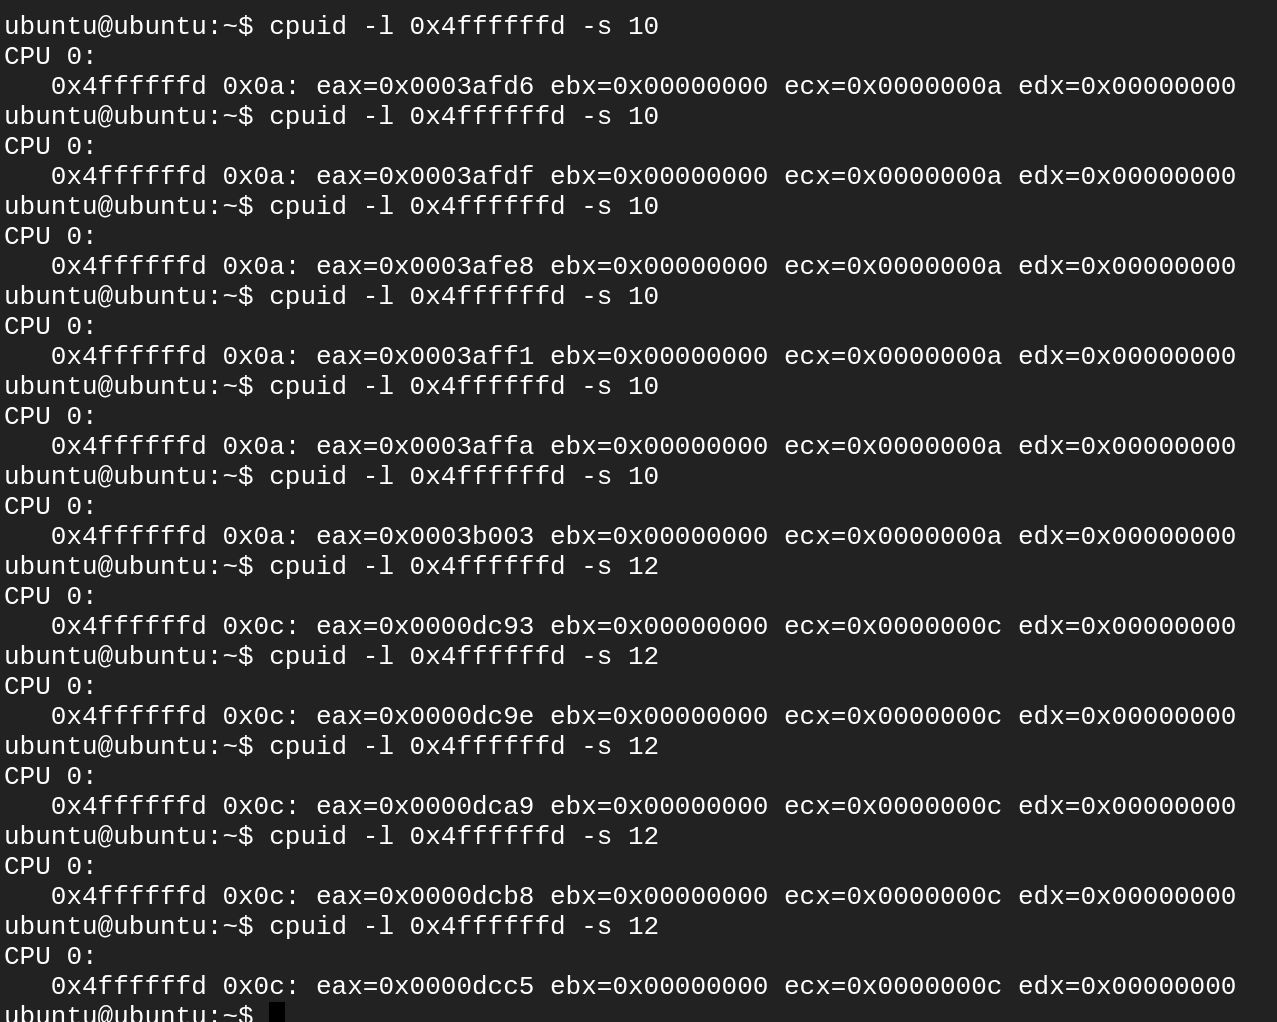 ubuntu@ubuntu:~$ cpuid -l 0x4ffffffd -s 10
CPU 0:
   0x4ffffffd 0x0a: eax=0x0003afd6 ebx=0x00000000 ecx=0x0000000a edx=0x00000000
ubuntu@ubuntu:~$ cpuid -l 0x4ffffffd -s 10
CPU 0:
   0x4ffffffd 0x0a: eax=0x0003afdf ebx=0x00000000 ecx=0x0000000a edx=0x00000000
ubuntu@ubuntu:~$ cpuid -l 0x4ffffffd -s 10
CPU 0:
   0x4ffffffd 0x0a: eax=0x0003afe8 ebx=0x00000000 ecx=0x0000000a edx=0x00000000
ubuntu@ubuntu:~$ cpuid -l 0x4ffffffd -s 10
CPU 0:
   0x4ffffffd 0x0a: eax=0x0003aff1 ebx=0x00000000 ecx=0x0000000a edx=0x00000000
ubuntu@ubuntu:~$ cpuid -l 0x4ffffffd -s 10
CPU 0:
   0x4ffffffd 0x0a: eax=0x0003affa ebx=0x00000000 ecx=0x0000000a edx=0x00000000
ubuntu@ubuntu:~$ cpuid -l 0x4ffffffd -s 10
CPU 0:
   0x4ffffffd 0x0a: eax=0x0003b003 ebx=0x00000000 ecx=0x0000000a edx=0x00000000
ubuntu@ubuntu:~$ cpuid -l 0x4ffffffd -s 12
CPU 0:
   0x4ffffffd 0x0c: eax=0x0000dc93 ebx=0x00000000 ecx=0x0000000c edx=0x00000000
ubuntu@ubuntu:~$ cpuid -l 0x4ffffffd -s 12
CPU 0:
   0x4ffffffd 0x0c: eax=0x0000dc9e ebx=0x00000000 ecx=0x0000000c edx=0x00000000
ubuntu@ubuntu:~$ cpuid -l 0x4ffffffd -s 12
CPU 0:
   0x4ffffffd 0x0c: eax=0x0000dca9 ebx=0x00000000 ecx=0x0000000c edx=0x00000000
ubuntu@ubuntu:~$ cpuid -l 0x4ffffffd -s 12
CPU 0:
   0x4ffffffd 0x0c: eax=0x0000dcb8 ebx=0x00000000 ecx=0x0000000c edx=0x00000000
ubuntu@ubuntu:~$ cpuid -l 0x4ffffffd -s 12
CPU 0:
   0x4ffffffd 0x0c: eax=0x0000dcc5 ebx=0x00000000 ecx=0x0000000c edx=0x00000000
ubuntu@ubuntu:~$